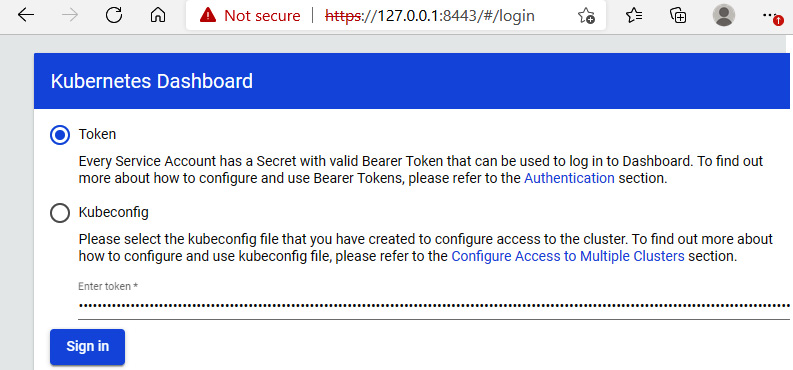 Not secure | https://127.0.0.1:8443/#/login
Kubernetes Dashboard
Token
Every Service Account has a Secret with valid Bearer Token that can be used to log in to Dashboard. To find out
more about how to configure and use Bearer Tokens, please refer to the Authentication section.
Kubeconfig
Please select the kubeconfig file that you have created to configure access to the cluster. To find out more about
how to configure and use kubeconfig file, please refer to the Configure Access to Multiple Clusters section.
Enter token *
Sign in